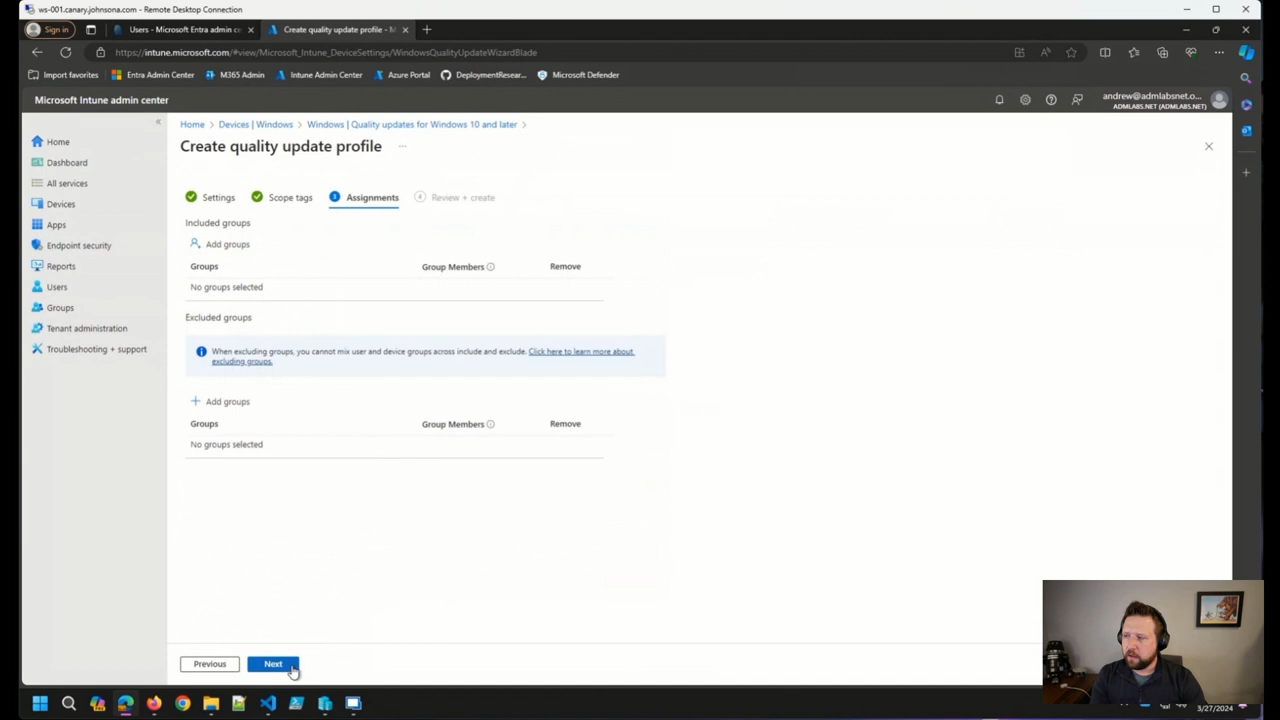 ws-001.canary.johnsona.com - Remote Desktop Connection
Sign in
Users - Microsoft Entra admin ce
Create quality update profile - M
https://intune.microsoft.com/#view/Microsoft_Intune_DeviceSettings/WindowsQualityUpdateWizardBlade
Import favorites
Entra Admin Center
M365 Admin
Intune Admin Center
Azure Portal
DeploymentResear...
Microsoft Defender
Microsoft Intune admin center
andrew@admlabsnet.o...
ADMLABS.NET (ADMLABS.NET)
Home
Dashboard
All services
Devices
Apps
Endpoint security
Reports
Users
Groups
Tenant administration
Troubleshooting + support
Home > Devices | Windows > Windows | Quality updates for Windows 10 and later >
Create quality update profile ...
Settings
Scope tags
3 Assignments
4 Review + create
Included groups
Add groups
Groups Group Members Remove
No groups selected
Excluded groups
When excluding groups, you cannot mix user and device groups across include and exclude. Click here to learn more about
excluding groups.
+ Add groups
Groups Group Members Remove
No groups selected
Previous
Next
3/27/2024